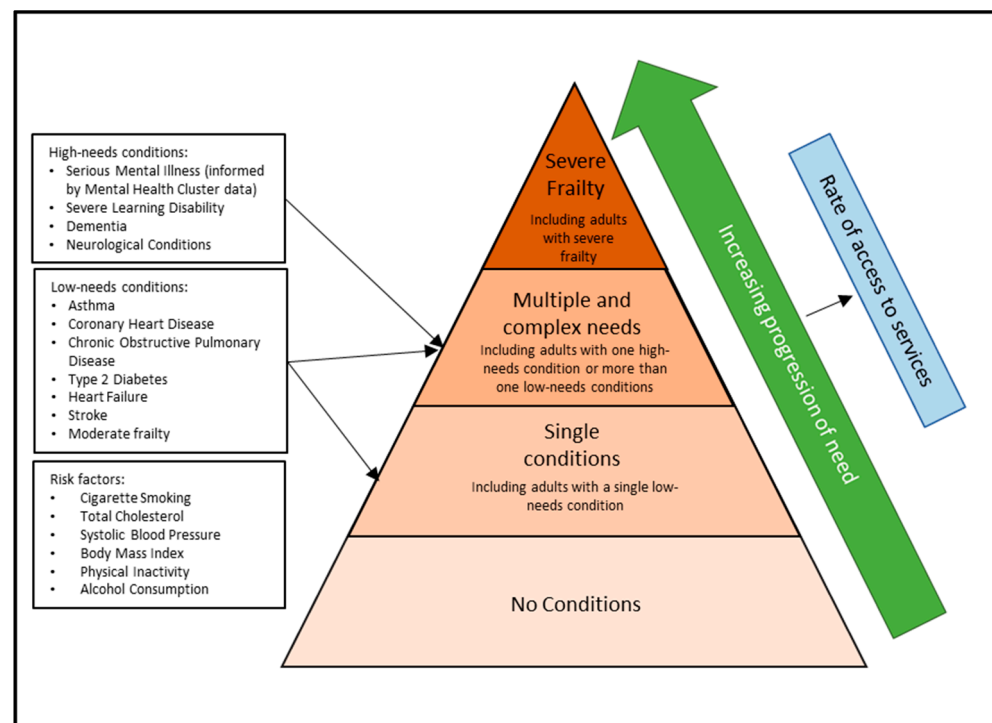 High-needs conditions:
• Serious Mental Illness (informed
by Mental Health Cluster data)
• Severe Learning Disability
• Dementia
• Neurological Conditions
Low-needs conditions:
• Asthma
• Coronary Heart Disease
• Chronic Obstructive Pulmonary
Disease
• Type 2 Diabetes
• Heart Failure
• Stroke
• Moderate frailty
Risk factors:
• Cigarette Smoking
• Total Cholesterol
• Systolic Blood Pressure
• Body Mass Index
• Physical Inactivity
• Alcohol Consumption
Severe
Frailty
Including adults
with severe
frailty
Multiple and
complex needs
Including adults with one high-
needs condition or more than
one low-needs conditions
Single
conditions
Including adults with a single low-
needs condition
No Conditions
Increasing progression of need
Rate of access to
services